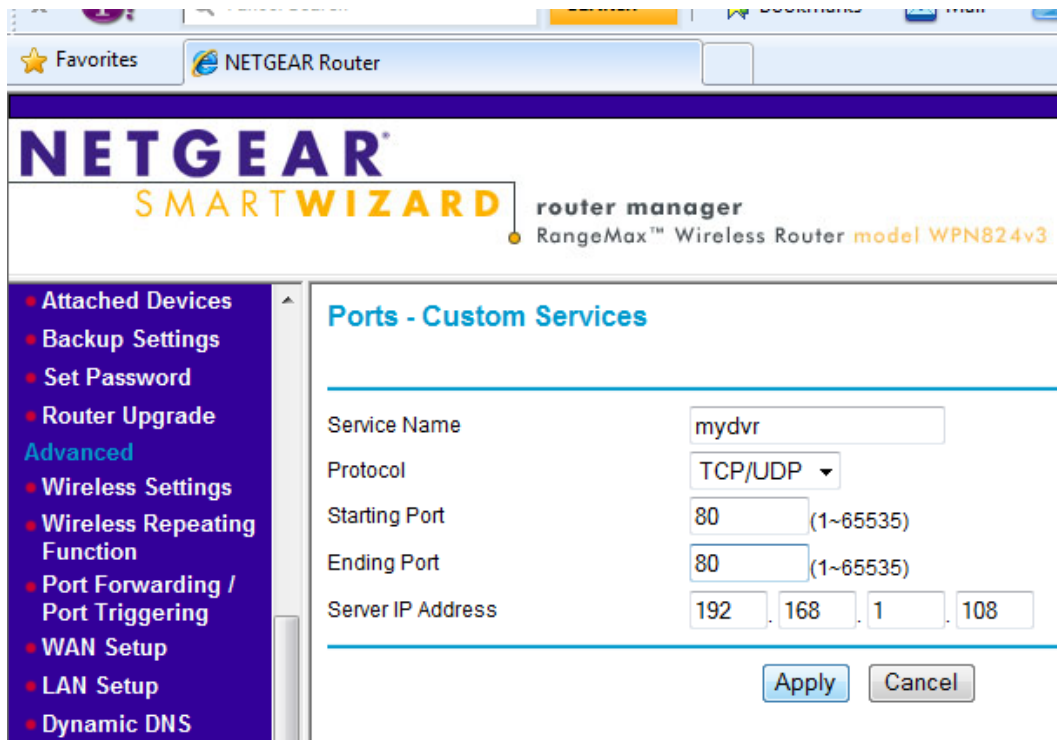 Favorites
NETGEAR Router
NETGEAR®
SMARTWIZARD
router manager
RangeMax™ Wireless Router model WPN824v3
Attached Devices
Backup Settings
Set Password
Router Upgrade
Advanced
Wireless Settings
Wireless Repeating
Function
Port Forwarding /
Port Triggering
WAN Setup
LAN Setup
Dynamic DNS
Ports - Custom Services
Service Name mydvr
Protocol TCP/UDP
Starting Port 80 (1~65535)
Ending Port 80 (1~65535)
Server IP Address 192 . 168 . 1 . 108
Apply Cancel